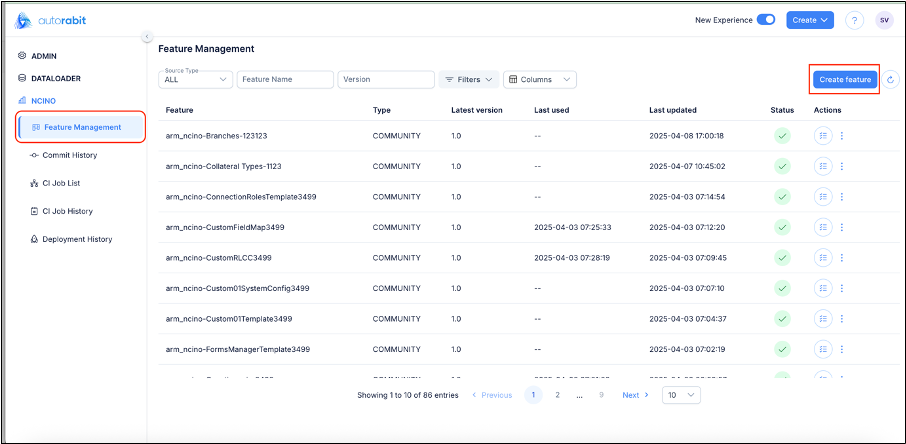 autorabit
New Experience
Create
?
SV
ADMIN
DATALOADER
NCINO
Feature Management
Commit History
CI Job List
CI Job History
Deployment History
Feature Management
Source Type
ALL
Feature Name
Version
Filters
Columns
Create feature
Feature Type Latest version Last used Last updated Status Actions
arm_ncino-Branches-123123 COMMUNITY 1.0 -- 2025-04-08 17:00:18
arm_ncino-Collateral Types-1123 COMMUNITY 1.0 -- 2025-04-07 10:45:02
arm_ncino-ConnectionRolesTemplate3499 COMMUNITY 1.0 -- 2025-04-03 07:14:54
arm_ncino-CustomFieldMap3499 COMMUNITY 1.0 2025-04-03 07:25:33 2025-04-03 07:12:20
arm_ncino-CustomRLCC3499 COMMUNITY 1.0 2025-04-03 07:28:19 2025-04-03 07:09:45
arm_ncino-Custom01SystemConfig3499 COMMUNITY 1.0 -- 2025-04-03 07:07:10
arm_ncino-Custom01Template3499 COMMUNITY 1.0 -- 2025-04-03 07:04:37
arm_ncino-FormsManagerTemplate3499 COMMUNITY 1.0 -- 2025-04-03 07:02:19
Showing 1 to 10 of 86 entries Previous 1 2 ... 9 Next 10